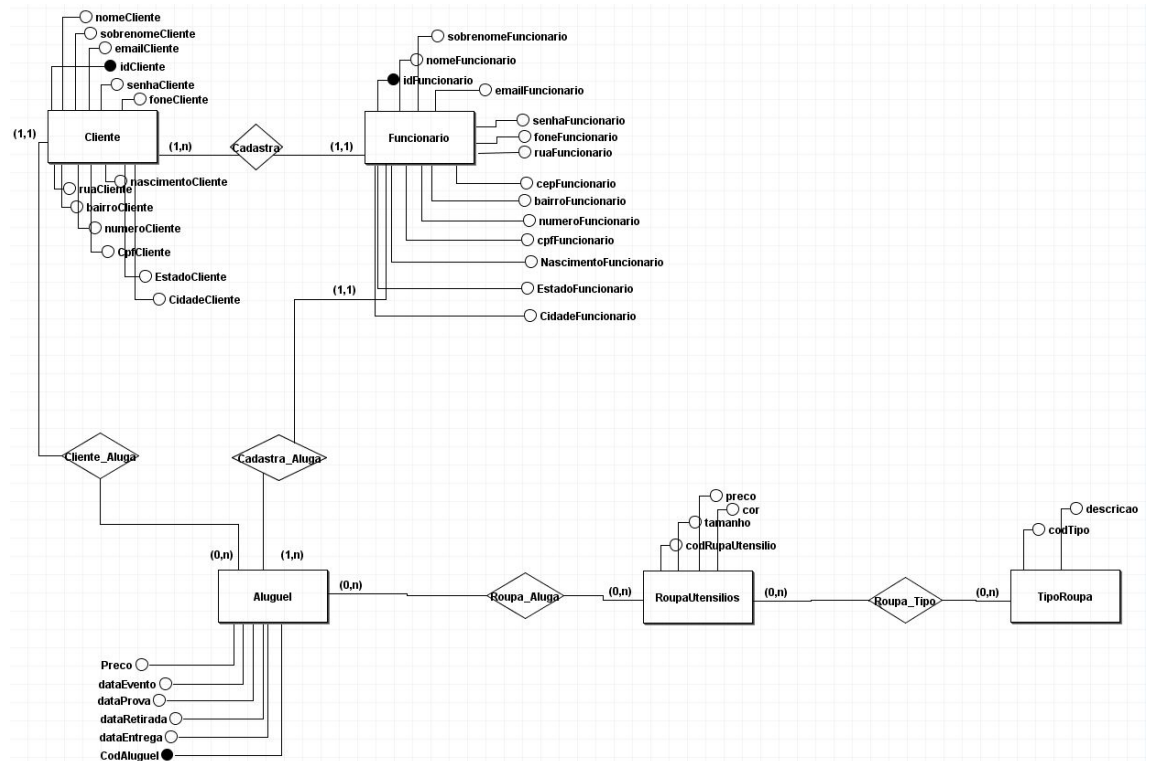 nomeCliente
sobrenomeCliente
emailCliente
idCliente
senhaCliente
foneCliente
(1,1)
Cliente
(1,n)
Cadastra
(1,1)
sobrenomeFuncionario
nomeFuncionario
idFuncionario
emailFuncionario
Funcionario
senhaFuncionario
foneFuncionario
ruaFuncionario
nascimentoCliente
ruaCliente
bairroCliente
numeroCliente
CpfCliente
EstadoCliente
CidadeCliente
cepFuncionario
bairroFuncionario
numeroFuncionario
cpfFuncionario
NascimentoFuncionario
EstadoFuncionario
CidadeFuncionario
(1,1)
Cliente_Aluga
Cadastra_Aluga
(0,n)
(1,n)
Aluguel
(0,n)
Roupa_Aluga
(0,n)
preco
cor
tamanho
codRupaUtensilio
RoupaUtensilios
(0,n)
Roupa_Tipo
(0,n)
descricao
codTipo
TipoRoupa
Preco
dataEvento
dataProva
dataRetirada
dataEntrega
CodAluguel